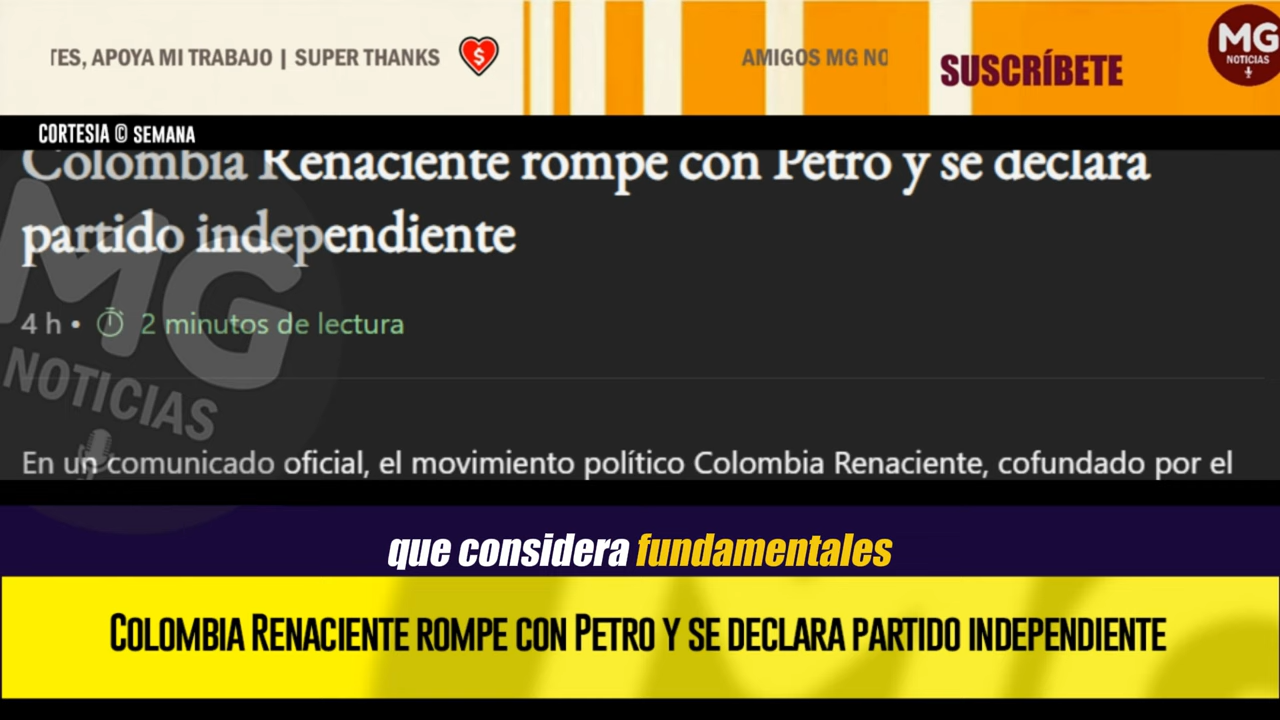 TES, APOYA MI TRABAJO | SUPER THANKS
$
AMIGOS MG NO
SUSCRÍBETE
MG
NOTICIAS
CORTESIA © SEMANA
Colombia Renaciente rompe con Petro y se declara
partido independiente
4 h • 2 minutos de lectura
MG
NOTICIAS
En un comunicado oficial, el movimiento político Colombia Renaciente, cofundado por el
que considera fundamentales
COLOMBIA RENACIENTE ROMPE CON PETRO Y SE DECLARA PARTIDO INDEPENDIENTE